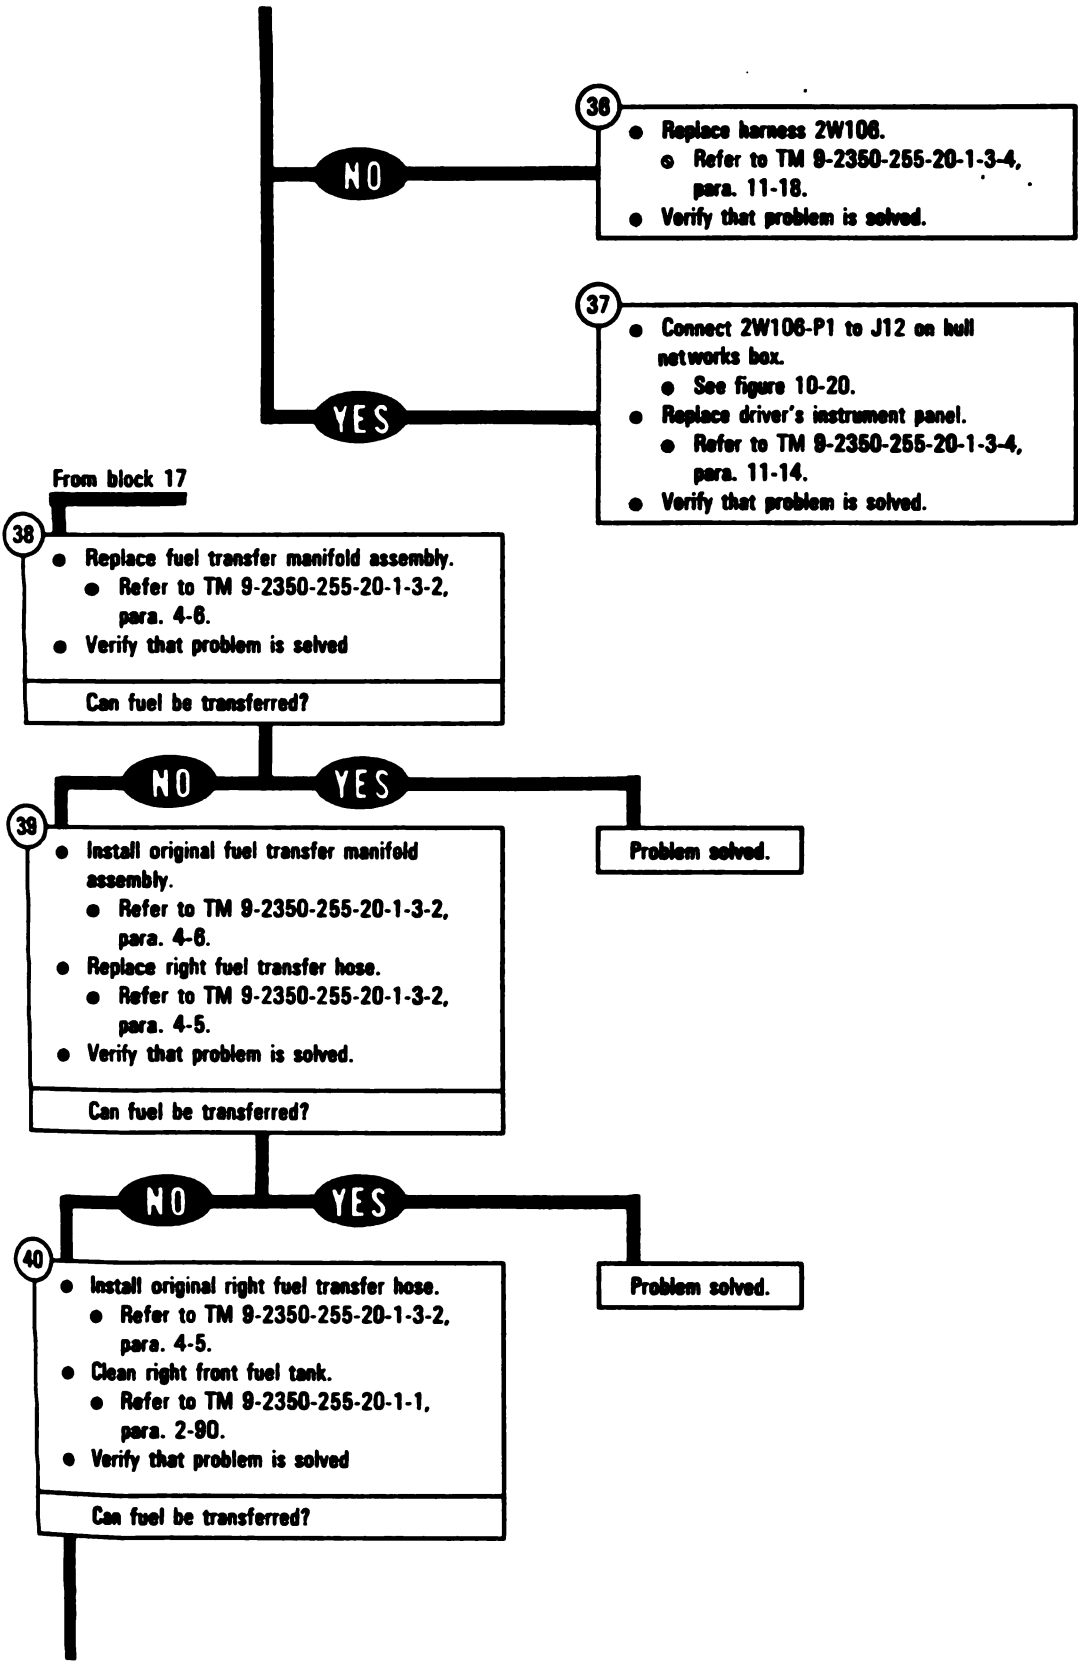 36
● Replace harness 2W106.
● Refer to TM 9-2350-255-20-1-3-4,
para. 11-18.
● Verify that problem is solved.
NO
37
● Connect 2W106-P1 to J12 on hull
networks box.
● See figure 10-20.
● Replace driver's instrument panel.
● Refer to TM 9-2350-255-20-1-3-4,
para. 11-14.
● Verify that problem is solved.
YES
From block 17
38
● Replace fuel transfer manifold assembly.
● Refer to TM 9-2350-255-20-1-3-2,
para. 4-6.
● Verify that problem is selved
Can fuel be transferred?
NO YES
39
● Install original fuel transfer manifold
assembly.
● Refer to TM 9-2350-255-20-1-3-2,
para. 4-6.
● Replace right fuel transfer hose.
● Refer to TM 9-2350-255-20-1-3-2,
para. 4-5.
● Verify that problem is solved.
Can fuel be transferred?
Problem solved.
NO YES
40
● Install original right fuel transfer hose.
● Refer to TM 9-2350-255-20-1-3-2,
para. 4-5.
● Clean right front fuel tank.
● Refer to TM 9-2350-255-20-1-1,
para. 2-90.
● Verify that problem is solved
Can fuel be transferred?
Problem solved.